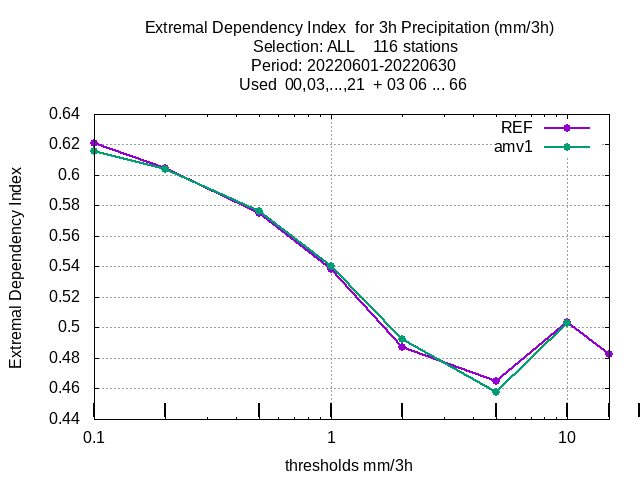 Extremal Dependency Index  for 3h Precipitation (mm/3h)
Selection: ALL    116 stations
Period: 20220601-20220630
Used  00,03,...,21  + 03 06 ... 66
Extremal Dependency Index
0.64
0.62
0.6
0.58
0.56
0.54
0.52
0.5
0.48
0.46
0.44
REF
amv1
0.1
1
10
thresholds mm/3h